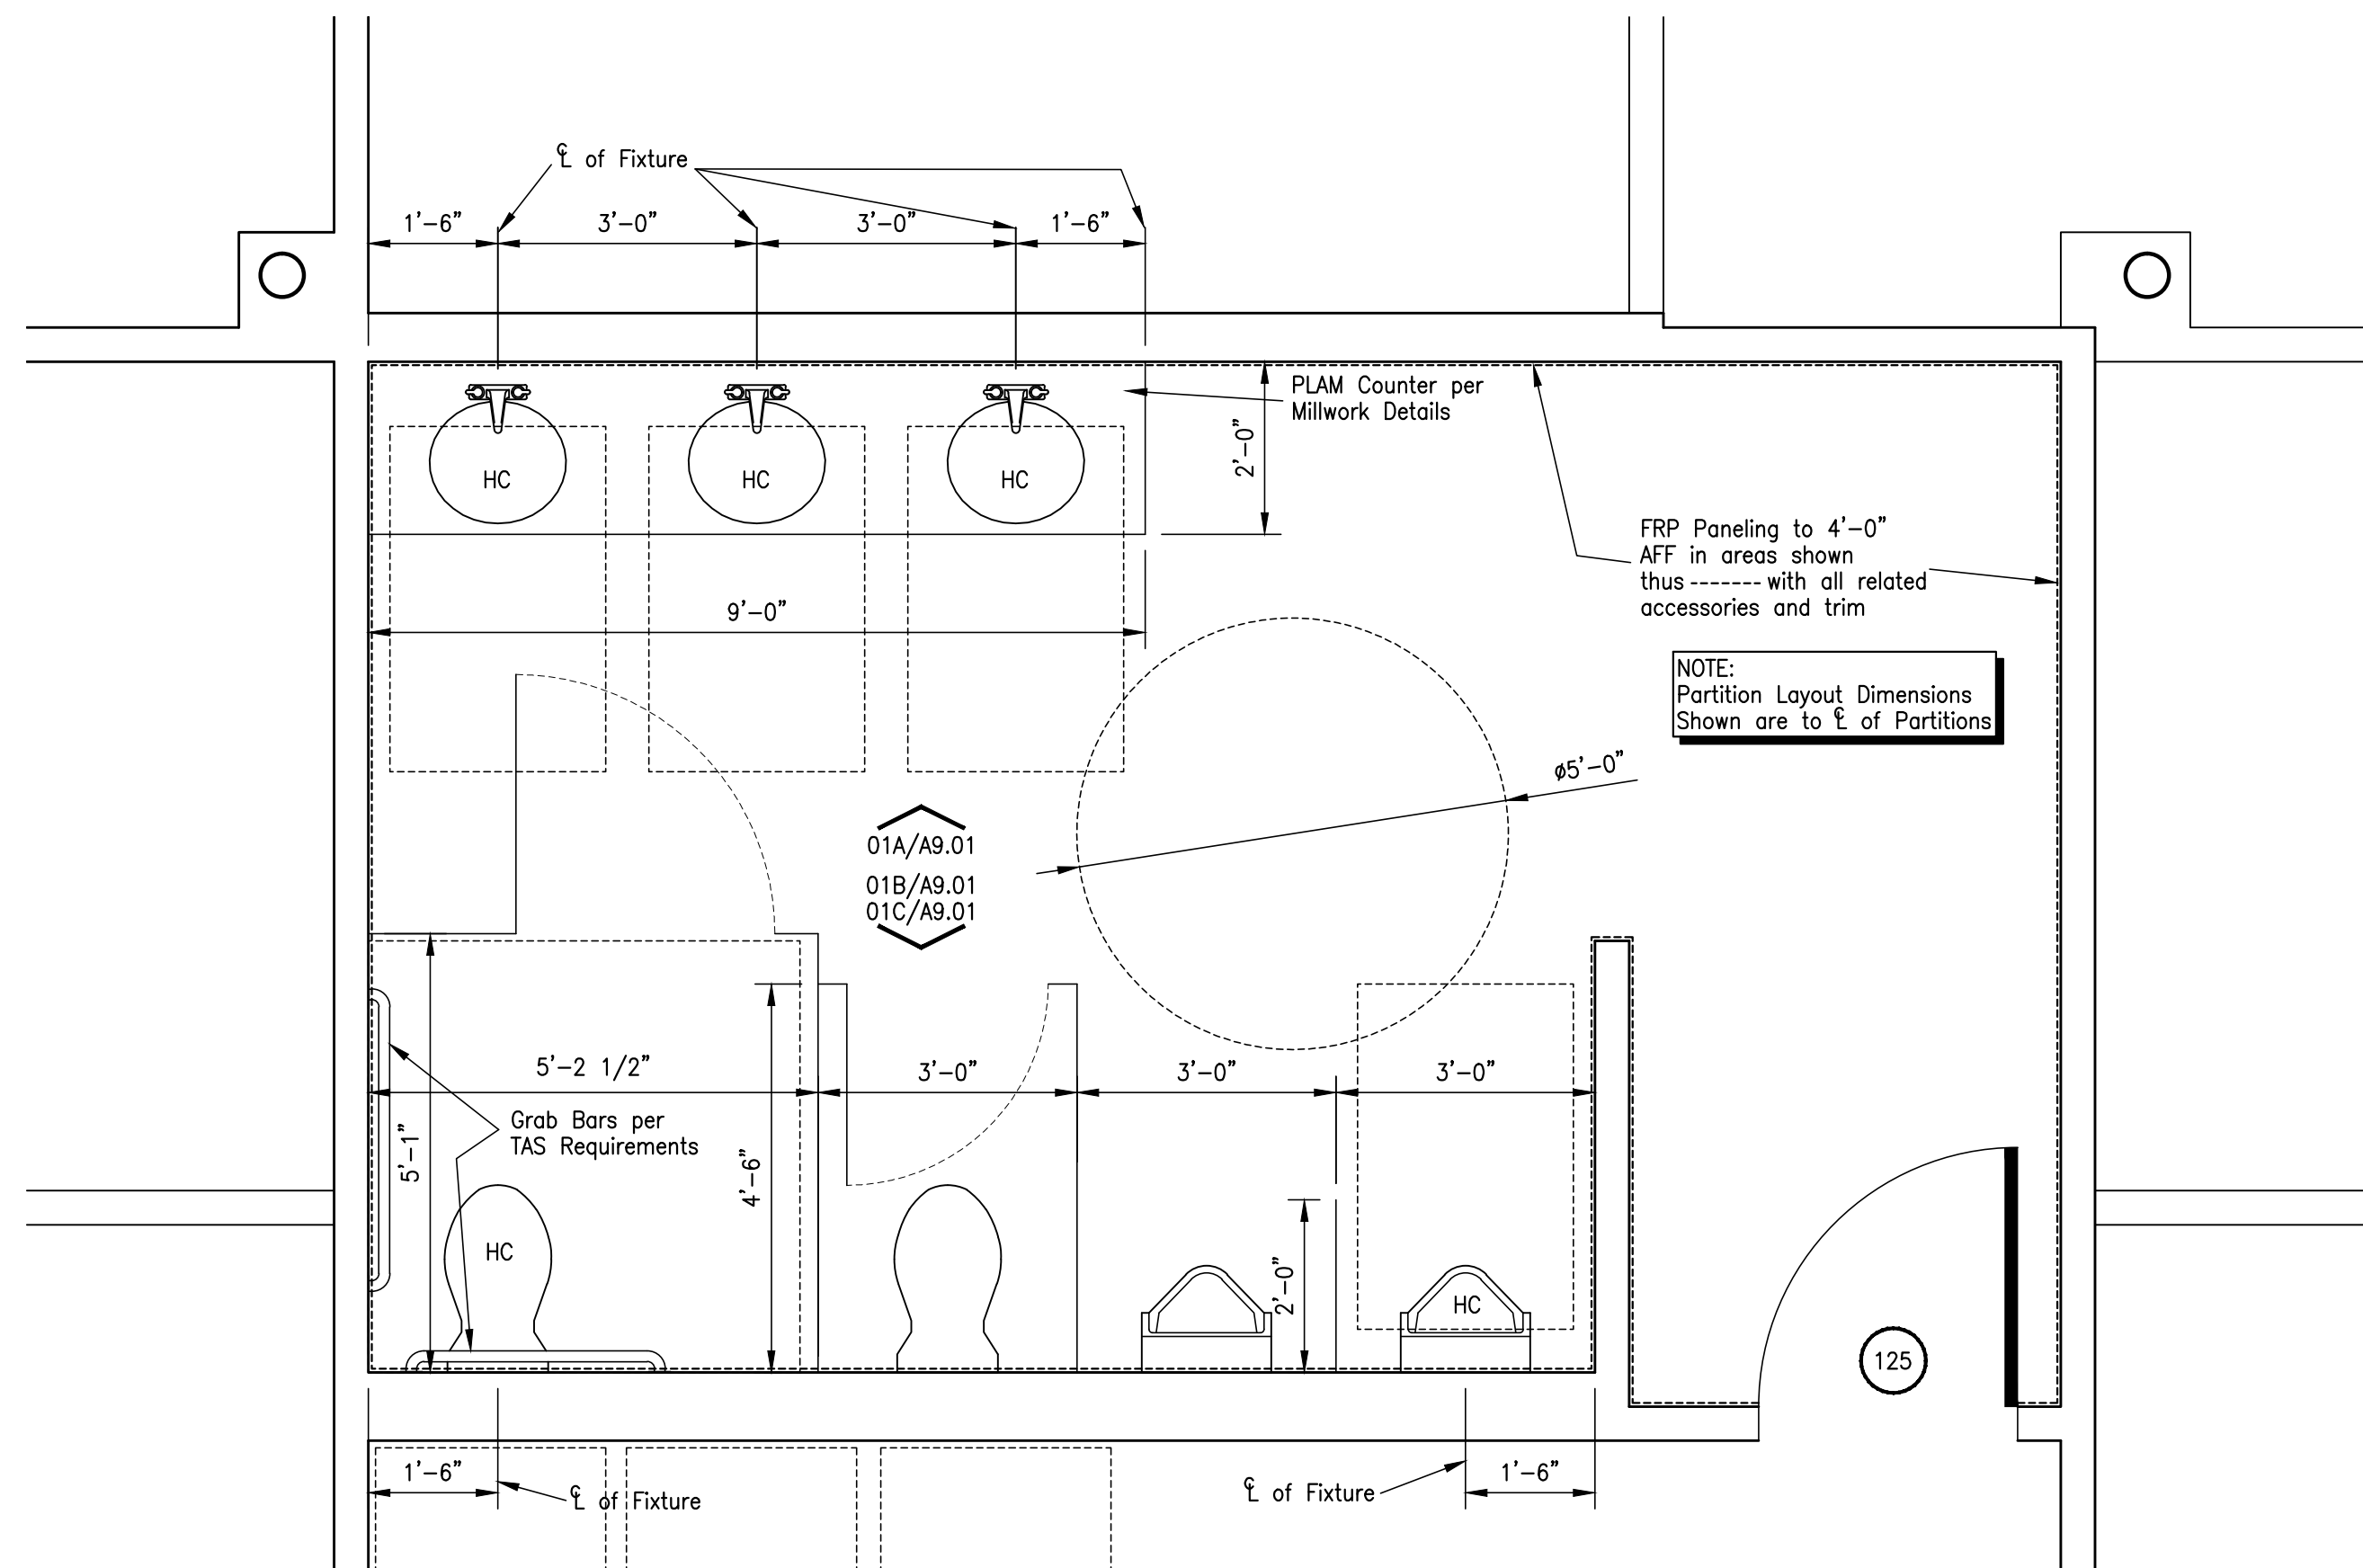 ℄ of Fixture
1'-6"
3'-0"
3'-0"
1'-6"
PLAM Counter per
Millwork Details
2'-0"
HC
HC
HC
FRP Paneling to 4'-0"
AFF in areas shown
thus ------- with all related
accessories and trim
9'-0"
NOTE:
Partition Layout Dimensions
Shown are to ℄ of Partitions
ø5'-0"
01A/A9.01
01B/A9.01
01C/A9.01
5'-2 1/2"
3'-0"
3'-0"
3'-0"
Grab Bars per
TAS Requirements
5'-1"
4'-6"
2'-0"
HC
HC
125
1'-6"
℄ of Fixture
℄ of Fixture
1'-6"